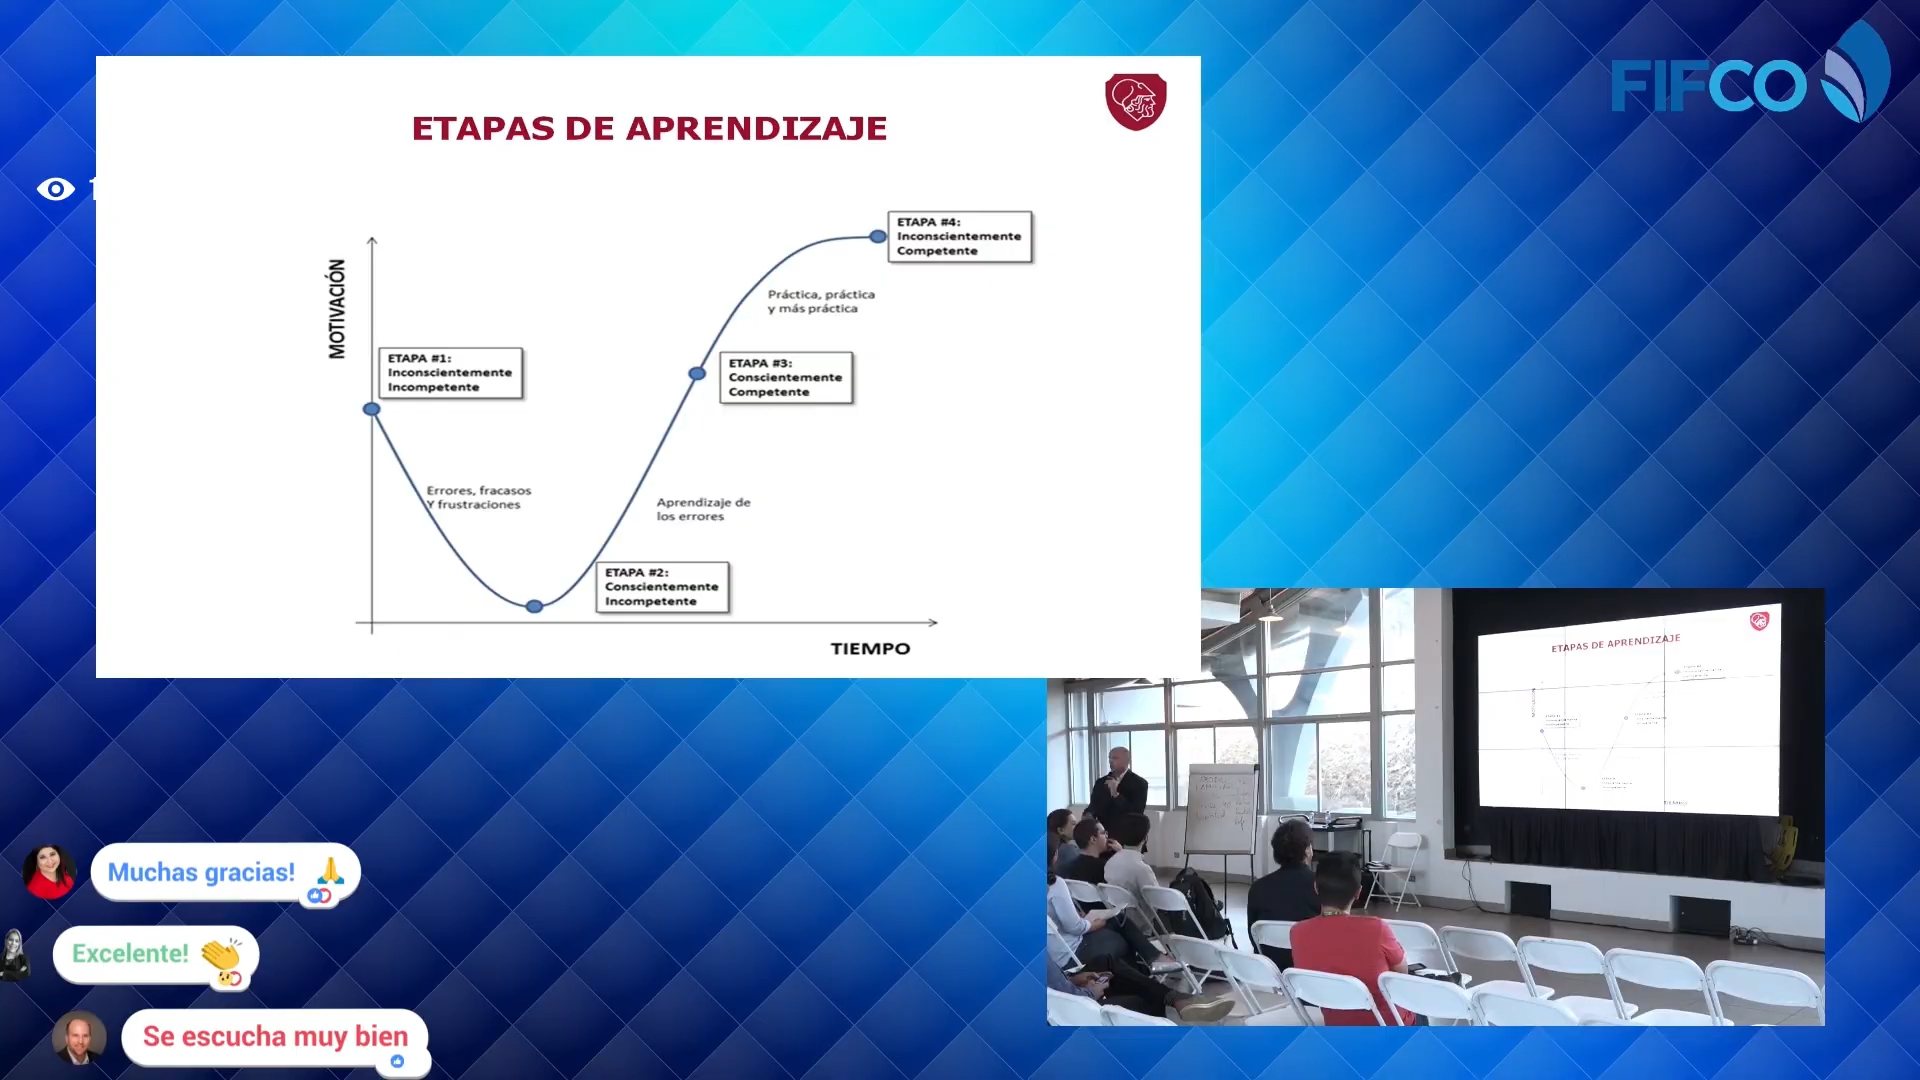 FIFCO
ETAPAS DE APRENDIZAJE
MOTIVACIÓN
ETAPA #4:
Inconscientemente
Competente
Práctica, práctica
y más práctica
ETAPA #1:
Inconscientemente
Incompetente
ETAPA #3:
Conscientemente
Competente
Errores, fracasos
Y frustraciones
Aprendizaje de
los errores
ETAPA #2:
Conscientemente
Incompetente
TIEMPO
ETAPAS DE APRENDIZAJE
Muchas gracias!
Excelente!
Se escucha muy bien